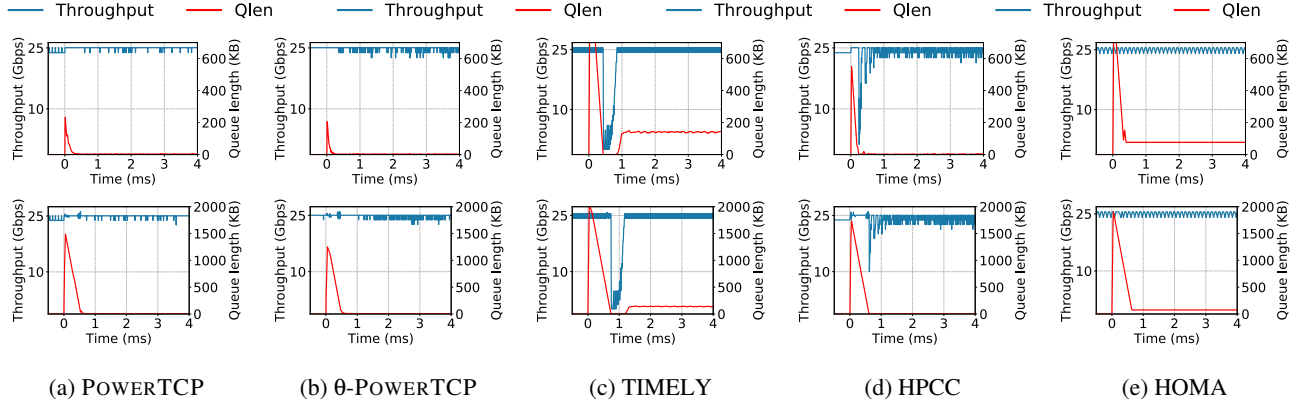 Throughput Qlen Throughput Qlen Throughput Qlen Throughput Qlen
Throughput (Gbps) 25 10 0 1 2 3 4 Time (ms) 600 400 200 0 Queue length (KB)
Throughput (Gbps) 25 10 0 1 2 3 4 Time (ms) 600 400 200 0 Queue length (KB)
Throughput (Gbps) 25 10 0 1 2 3 4 Time (ms) 600 400 200 0 Queue length (KB)
Throughput (Gbps) 25 10 0 1 2 3 4 Time (ms) 600 400 200 0 Queue length (KB)
Throughput (Gbps) 25 10 0 1 2 3 4 Time (ms) 600 400 200 0 Queue length (KB)
Throughput (Gbps) 25 10 0 1 2 3 4 Time (ms) 2000 1500 1000 500 0 Queue length (KB)
Throughput (Gbps) 25 10 0 1 2 3 4 Time (ms) 2000 1500 1000 500 0 Queue length (KB)
Throughput (Gbps) 25 10 0 1 2 3 4 Time (ms) 2000 1500 1000 500 0 Queue length (KB)
Throughput (Gbps) 25 10 0 1 2 3 4 Time (ms) 2000 1500 1000 500 0 Queue length (KB)
Throughput (Gbps) 25 10 0 1 2 3 4 Time (ms) 2000 1500 1000 500 0 Queue length (KB)
(a) POWERTCP (b) θ-POWERTCP (c) TIMELY (d) HPCC (e) HOMA